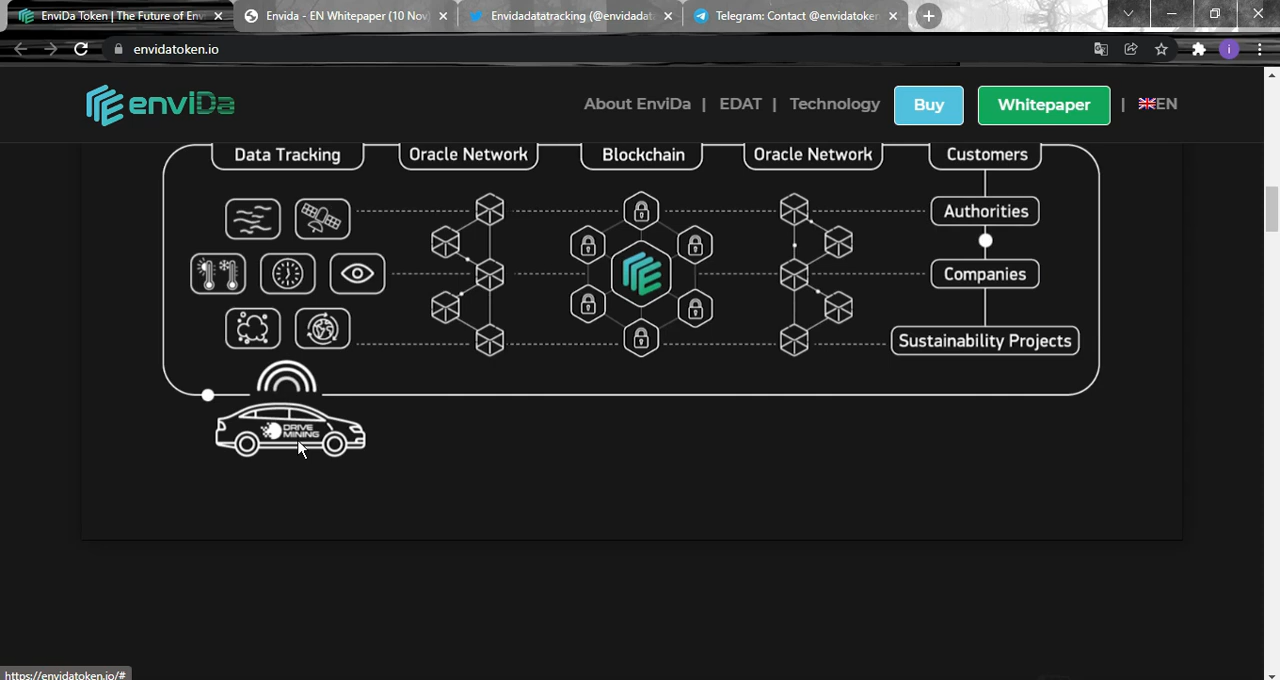 EnviDa Token | The Future of Env
Envida - EN Whitepaper (10 Nov
Envidadatatracking (@envidadat
Telegram: Contact @envidatoken
envidatoken.io
i
enviDa
About EnviDa | EDAT | Technology Buy Whitepaper | EN
Data Tracking Oracle Network Blockchain Oracle Network Customers
Authorities
Companies
Sustainability Projects
DRIVE
MINING
https://envidatoken.io/#